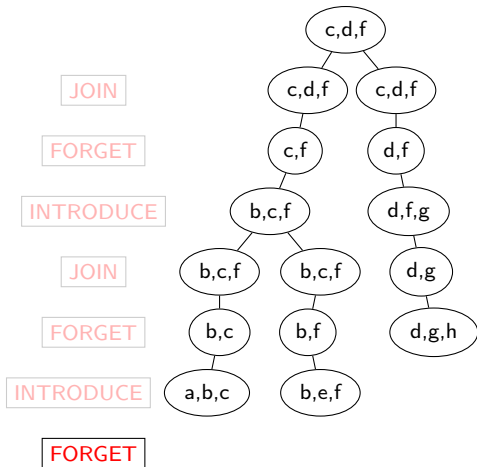 c,d,f
JOIN c,d,f c,d,f
FORGET c,f d,f
INTRODUCE b,c,f d,f,g
JOIN b,c,f b,c,f d,g
FORGET b,c b,f d,g,h
INTRODUCE a,b,c b,e,f
FORGET